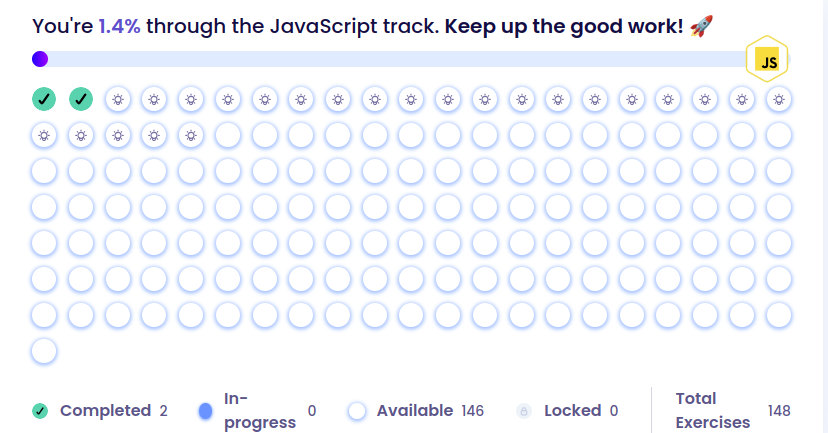 You're 1.4% through the JavaScript track. Keep up the good work! 🚀
JS
Completed 2
In-progress 0
Available 146
Locked 0
Total Exercises 148